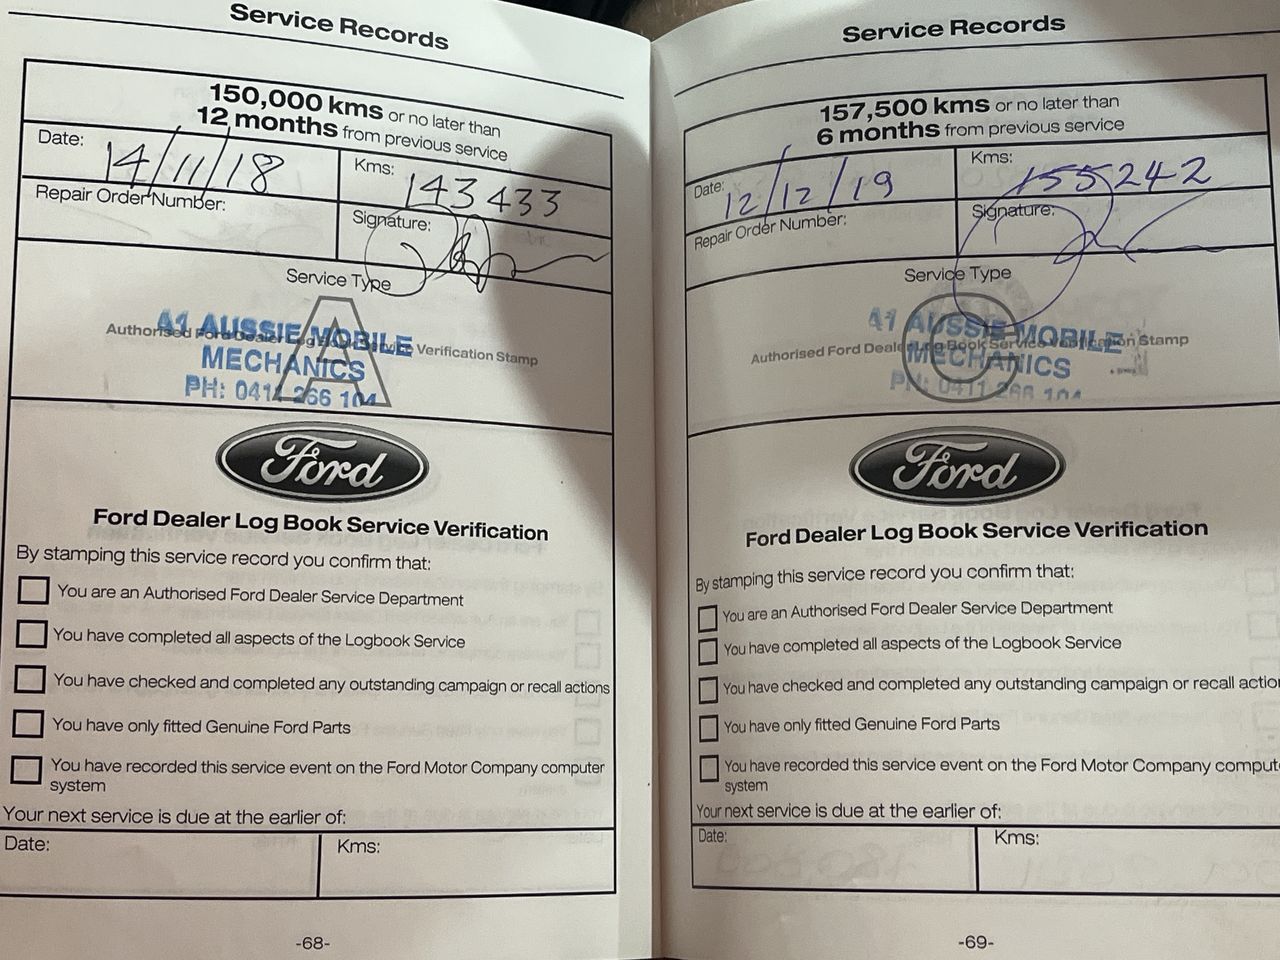 Service Records
150,000 kms or no later than
12 months from previous service
Date: 14/11/18
Kms: 143 433
Repair Order Number:
Signature:
Service Type
A
Authorised Ford Dealer Log Book Service Verification Stamp
A1 AUSSIE MOBILE
MECHANICS
PH: 0411 266 104
Ford
Ford Dealer Log Book Service Verification
By stamping this service record you confirm that:
You are an Authorised Ford Dealer Service Department
You have completed all aspects of the Logbook Service
You have checked and completed any outstanding campaign or recall actions
You have only fitted Genuine Ford Parts
You have recorded this service event on the Ford Motor Company computer
system
Your next service is due at the earlier of:
Date:
Kms:
-68-
Service Records
157,500 kms or no later than
6 months from previous service
Date: 12/12/19
Kms: 155242
Repair Order Number:
Signature:
Service Type
C
Authorised Ford Dealer Log Book Service Verification Stamp
A1 AUSSIE MOBILE
MECHANICS
PH: 0411 266 104
Ford
Ford Dealer Log Book Service Verification
By stamping this service record you confirm that:
You are an Authorised Ford Dealer Service Department
You have completed all aspects of the Logbook Service
You have checked and completed any outstanding campaign or recall action
You have only fitted Genuine Ford Parts
You have recorded this service event on the Ford Motor Company comput
system
Your next service is due at the earlier of:
Date:
Kms:
-69-